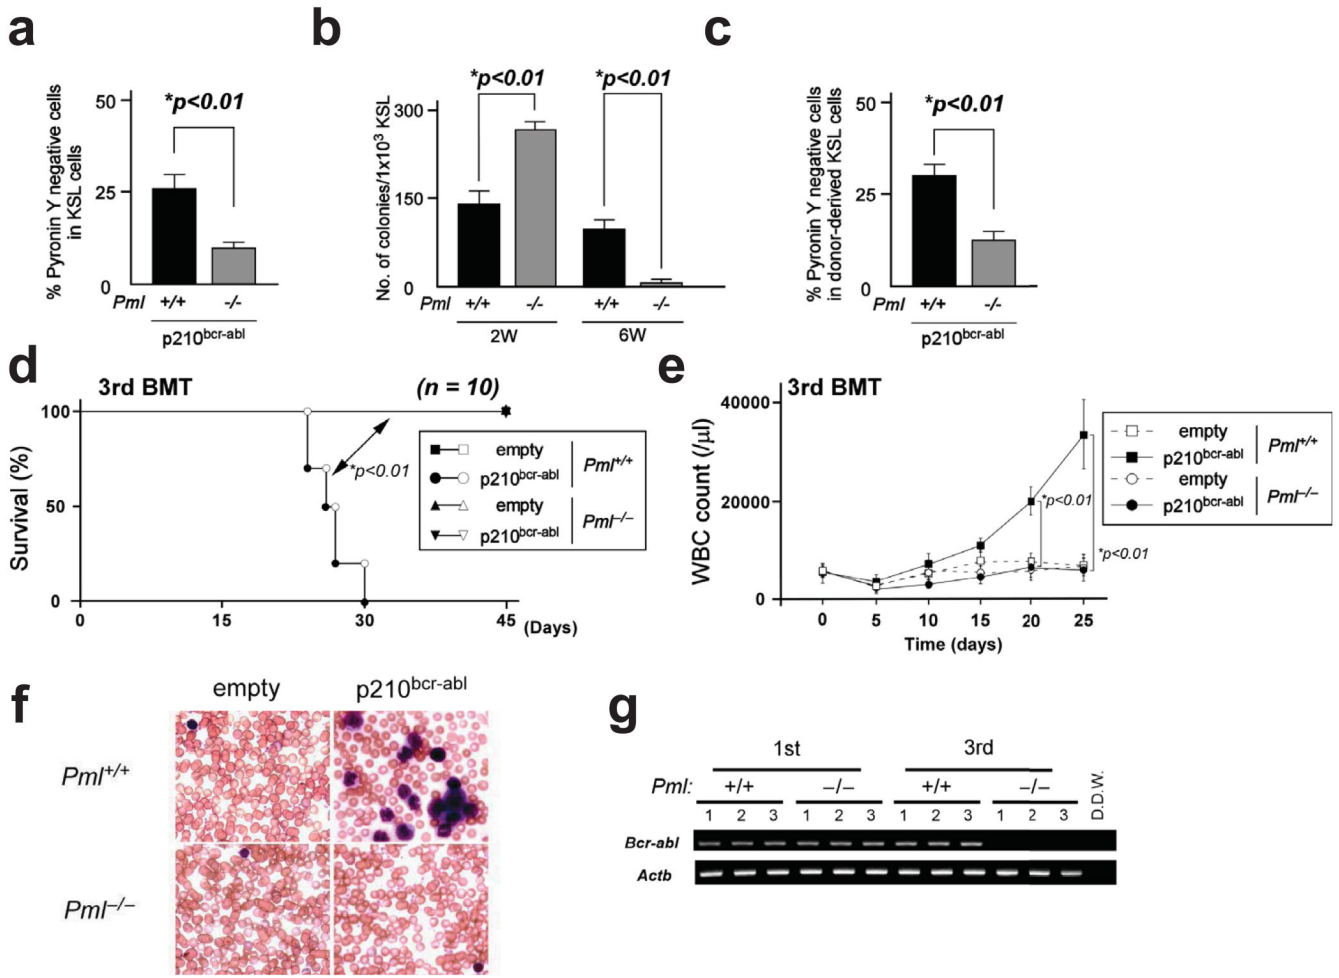 a
% Pyronin Y negative cells
in KSL cells
50
25
0
*p<0.01
Pml +/+ -/-
p210bcr-abl
b
No. of colonies/1x10³ KSL
300
150
0
*p<0.01 *p<0.01
Pml +/+ -/- +/+ -/-
2W 6W
c
% Pyronin Y negative cells
in donor-derived KSL cells
50
25
0
*p<0.01
Pml +/+ -/-
p210bcr-abl
d
3rd BMT (n = 10)
Survival (%)
100
50
0
*p<0.01
empty
p210bcr-abl
Pml+/+
empty
p210bcr-abl
Pml–/–
0 15 30 45 (Days)
e
3rd BMT
WBC count (/μl)
40000
20000
0
*p<0.01
*p<0.01
0 5 10 15 20 25
Time (days)
empty
p210bcr-abl
Pml+/+
empty
p210bcr-abl
Pml–/–
f
empty p210bcr-abl
Pml+/+
Pml–/–
g
1st 3rd
Pml: +/+ –/– +/+ –/– D.D.W.
1 2 3 1 2 3 1 2 3 1 2 3
Bcr-abl
Actb